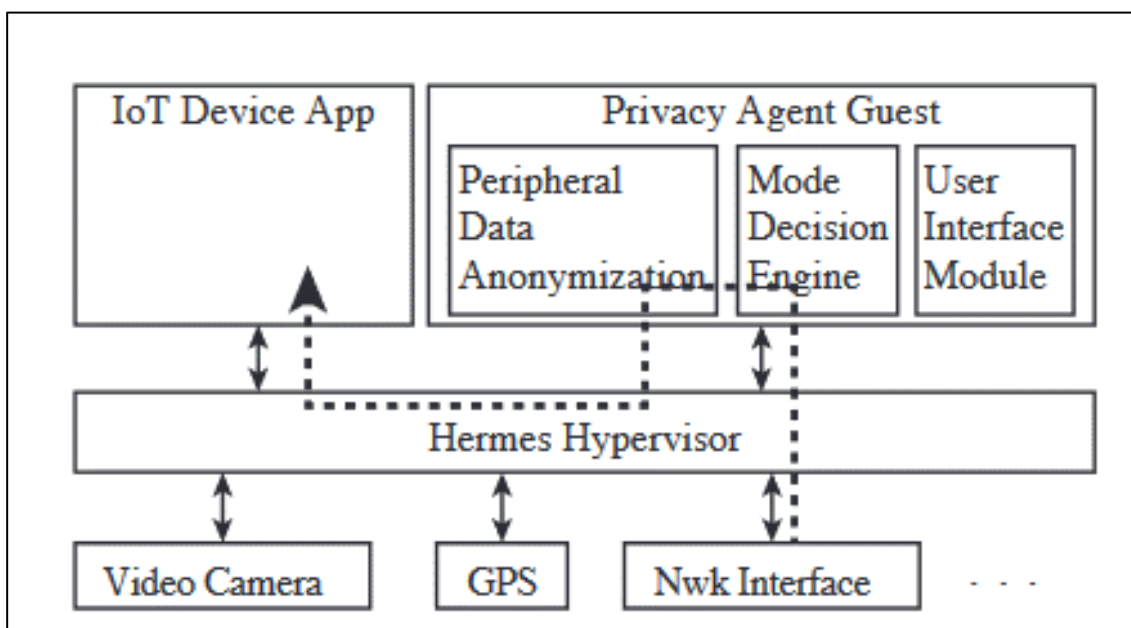 IoT Device App
Privacy Agent Guest
Peripheral
Data
Anonymization
Mode
Decision
Engine
User
Interface
Module
Hermes Hypervisor
Video Camera
GPS
Nwk Interface
. . .